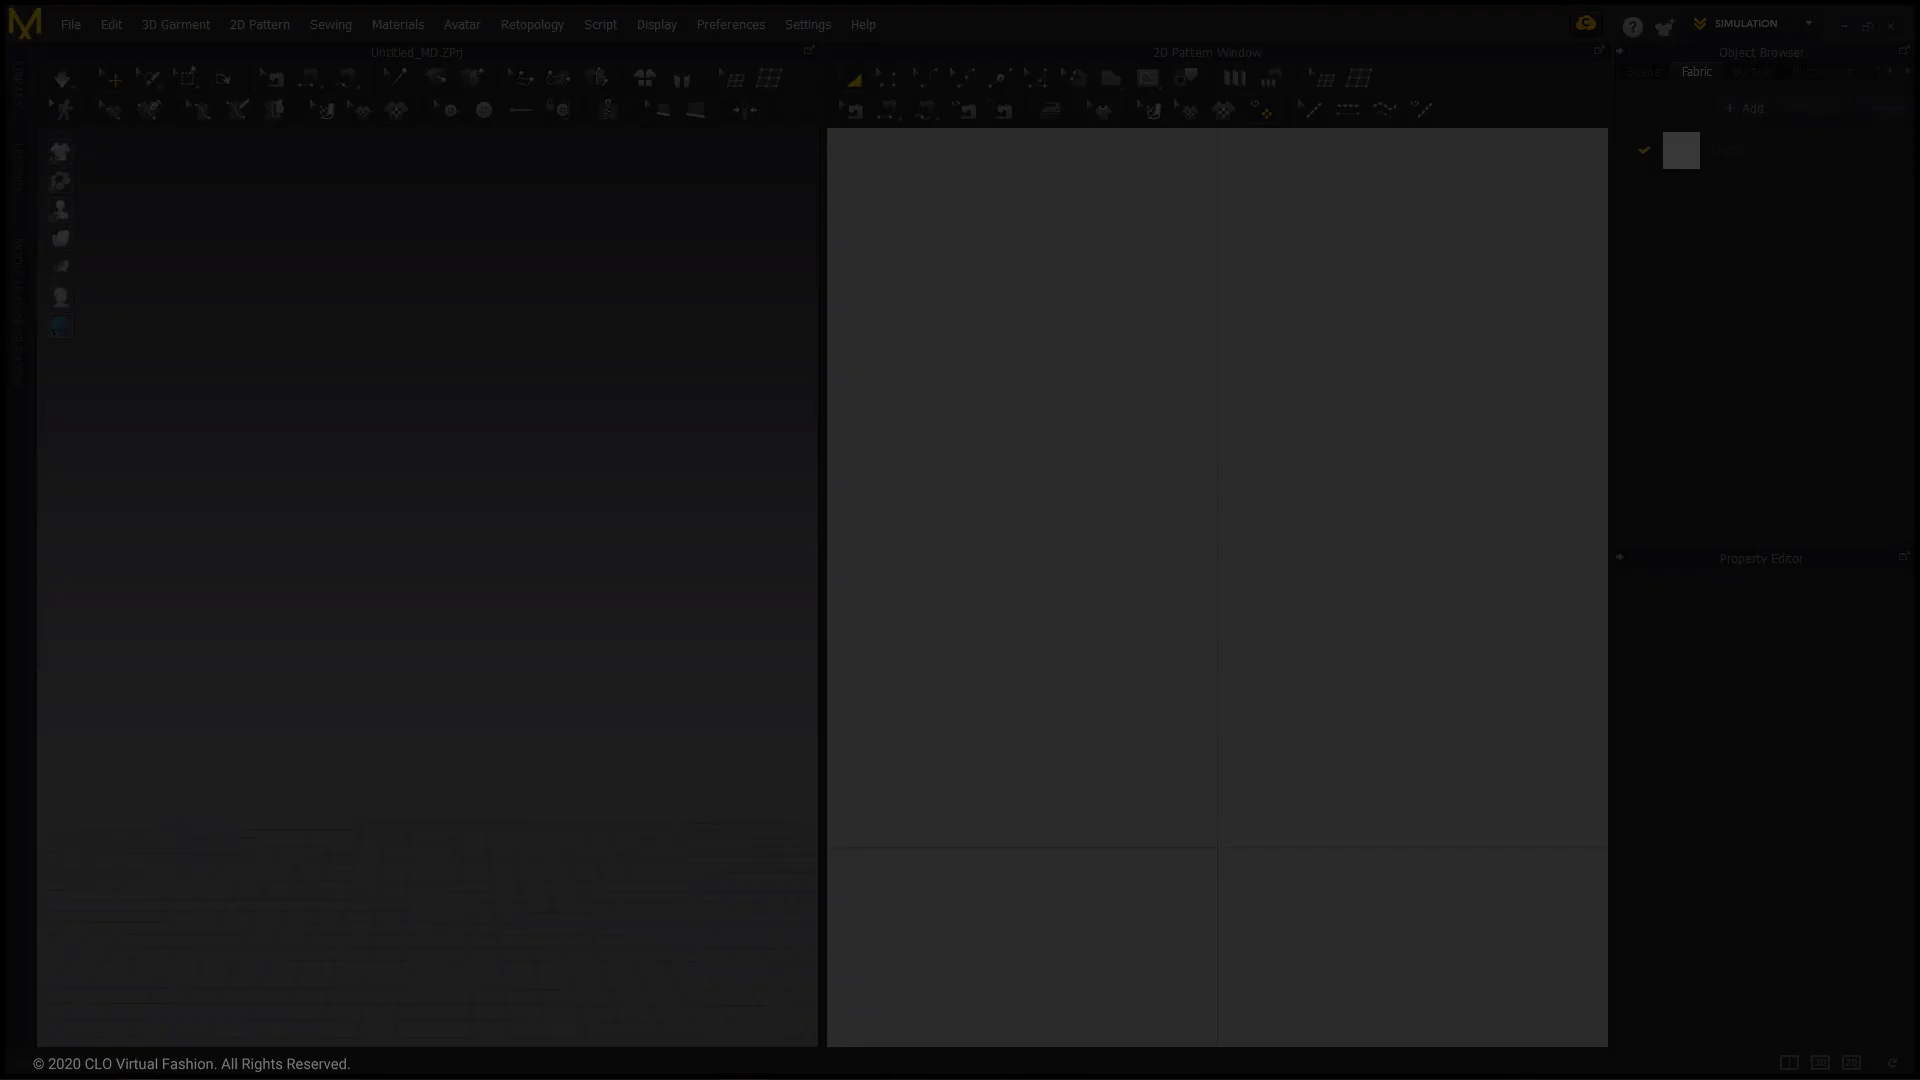 File Edit 3D Garment 2D Pattern Sewing Materials Avatar Retopology Script Display Preferences Settings Help
SIMULATION
Untitled_MD.ZPrj
2D Pattern Window
Object Browser
Scene Fabric
+ Add
Property Editor
© 2020 CLO Virtual Fashion. All Rights Reserved.